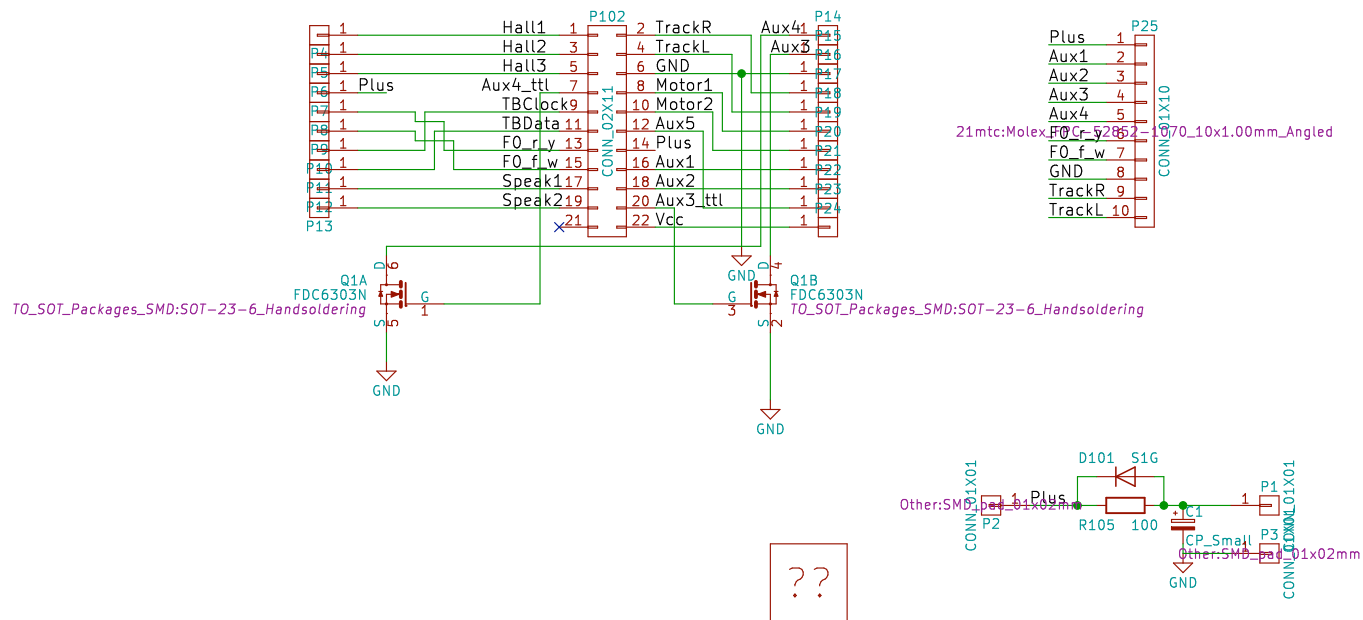 P102
P14
P25
1 Hall1 1 2 TrackR Aux4 1 P15
P4 1 Hall2 3 4 TrackL Aux3 1 P16
P5 1 Hall3 5 6 GND 1 P17
P6 1 Plus Aux4_ttl 7 8 Motor1 1 P18
P7 1 TBClock 9 10 Motor2 1 P19
P8 1 TBData 11 12 Aux5 1 P20
P9 1 F0_r_y 13 14 Plus 1 P21
P10 1 F0_f_w 15 16 Aux1 1 P22
P11 1 Speak1 17 18 Aux2 1 P23
P12 1 Speak2 19 20 Aux3_ttl 1 P24
P13 21 22 Vcc 1
CONN_02X11
Plus 1
Aux1 2
Aux2 3
Aux3 4
Aux4 5
F0_r_y 6
F0_f_w 7
GND 8
TrackR 9
TrackL 10
CONN_01X10
21mtc:Molex_FPC-52852-1070_10x1.00mm_Angled
D 6
Q1A
FDC6303N
TO_SOT_Packages_SMD:SOT-23-6_Handsoldering
G
1
S 5
GND
GND
D 4
Q1B
FDC6303N
TO_SOT_Packages_SMD:SOT-23-6_Handsoldering
G
3
S 2
GND
D101 S1G
CONN_01X01
Other:SMD_pad_01x02mm
1 Plus
P2
R105 100
C1
+
CP_Small
GND
P1
1
CONN_01X01
P3
1
CONN_01X01
Other:SMD_pad_01x02mm
??